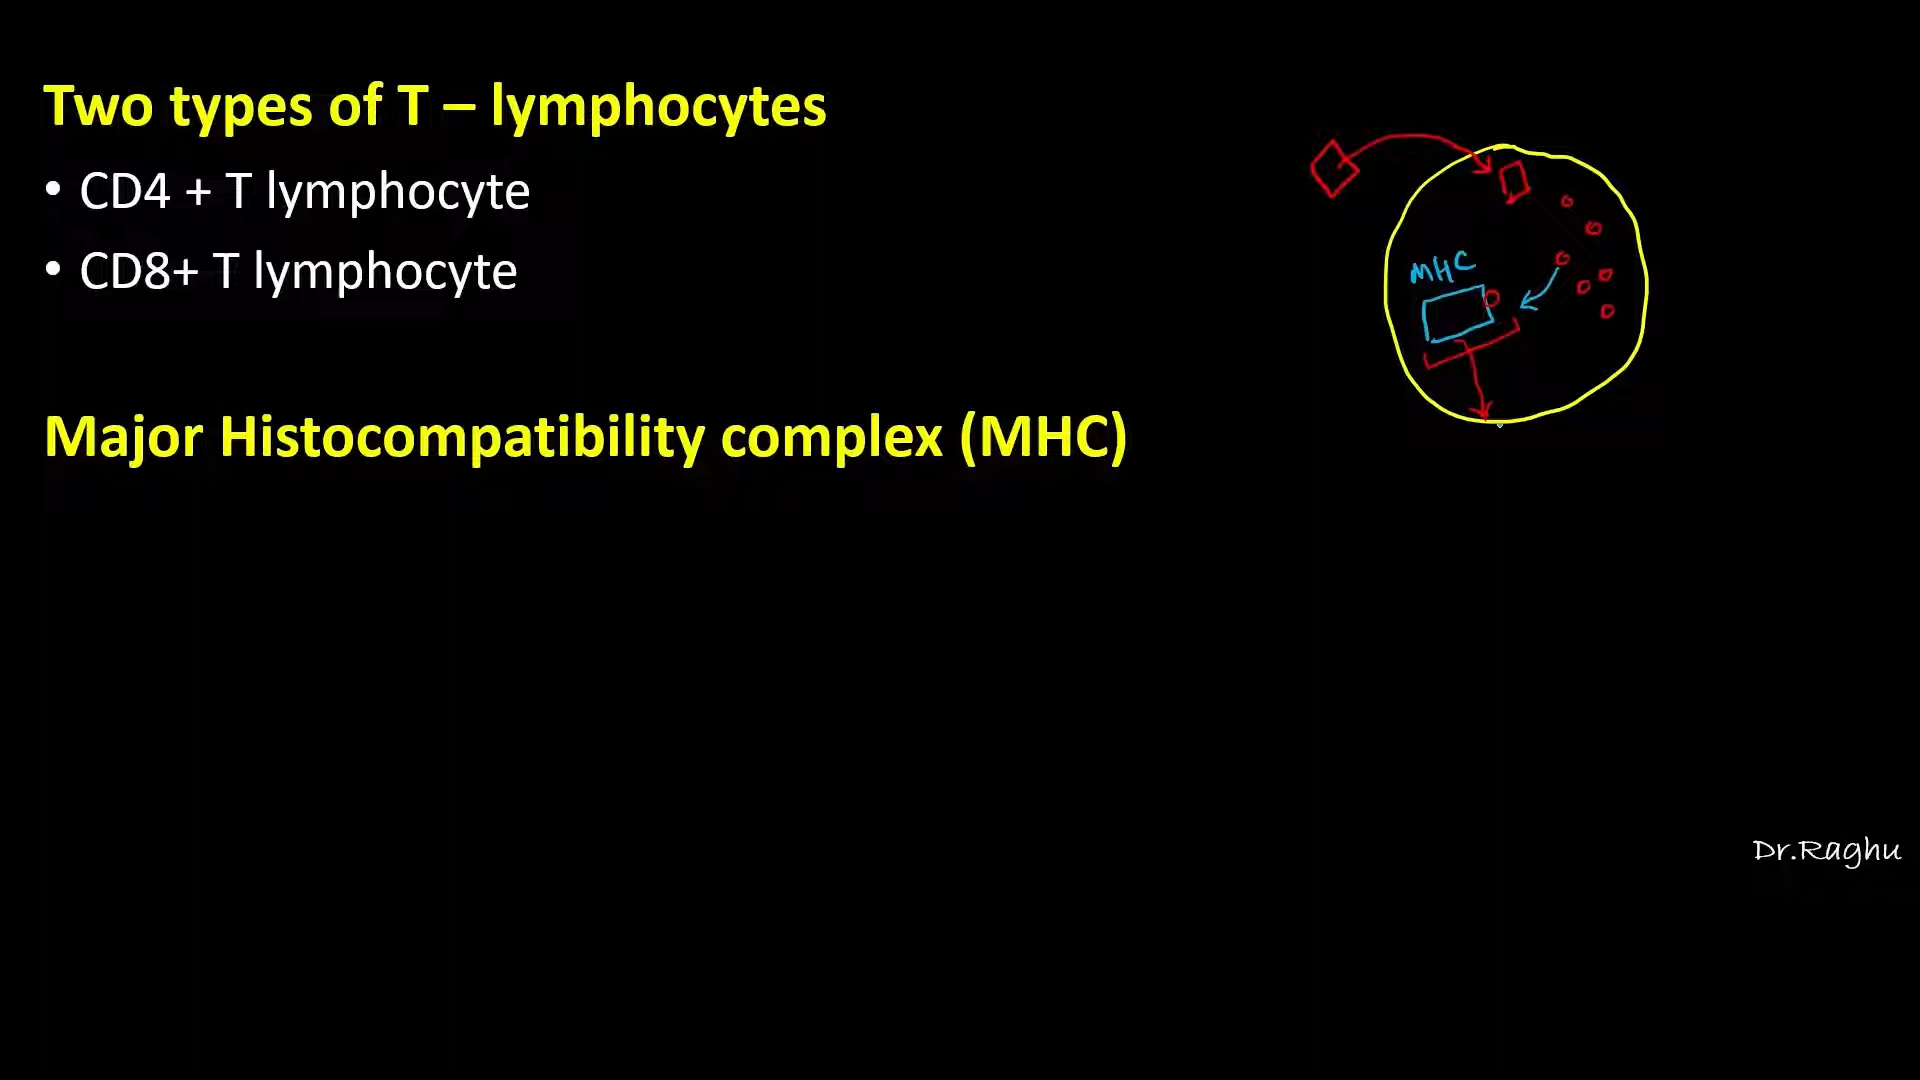 Two types of T – lymphocytes
• CD4 + T lymphocyte
• CD8+ T lymphocyte
MHC
Major Histocompatibility complex (MHC)
Dr.Raghu